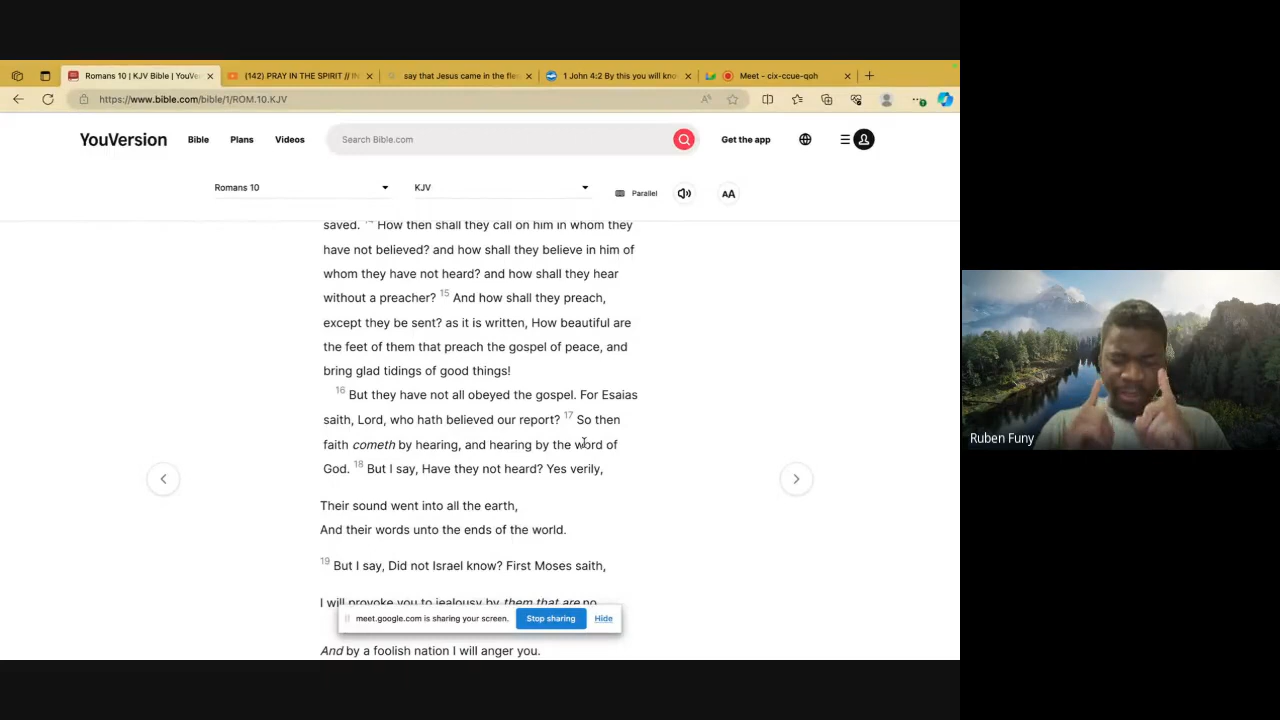 Romans 10 | KJV Bible | YouVe
(142) PRAY IN THE SPIRIT //
say that Jesus came in the fle
1 John 4:2 By this you will kno
Meet - cix-ccue-qoh
https://www.bible.com/bible/1/ROM.10.KJV
YouVersion
Bible
Plans
Videos
Search Bible.com
Get the app
Romans 10
KJV
Parallel
AA
saved. 14 How then shall they call on him in whom they
have not believed? and how shall they believe in him of
whom they have not heard? and how shall they hear
without a preacher? 15 And how shall they preach,
except they be sent? as it is written, How beautiful are
the feet of them that preach the gospel of peace, and
bring glad tidings of good things!
16 But they have not all obeyed the gospel. For Esaias
saith, Lord, who hath believed our report? 17 So then
faith cometh by hearing, and hearing by the word of
God. 18 But I say, Have they not heard? Yes verily,
Their sound went into all the earth,
And their words unto the ends of the world.
19 But I say, Did not Israel know? First Moses saith,
I will provoke you to jealousy by them that are no
meet.google.com is sharing your screen.
Stop sharing
Hide
And by a foolish nation I will anger you.
Ruben Funy